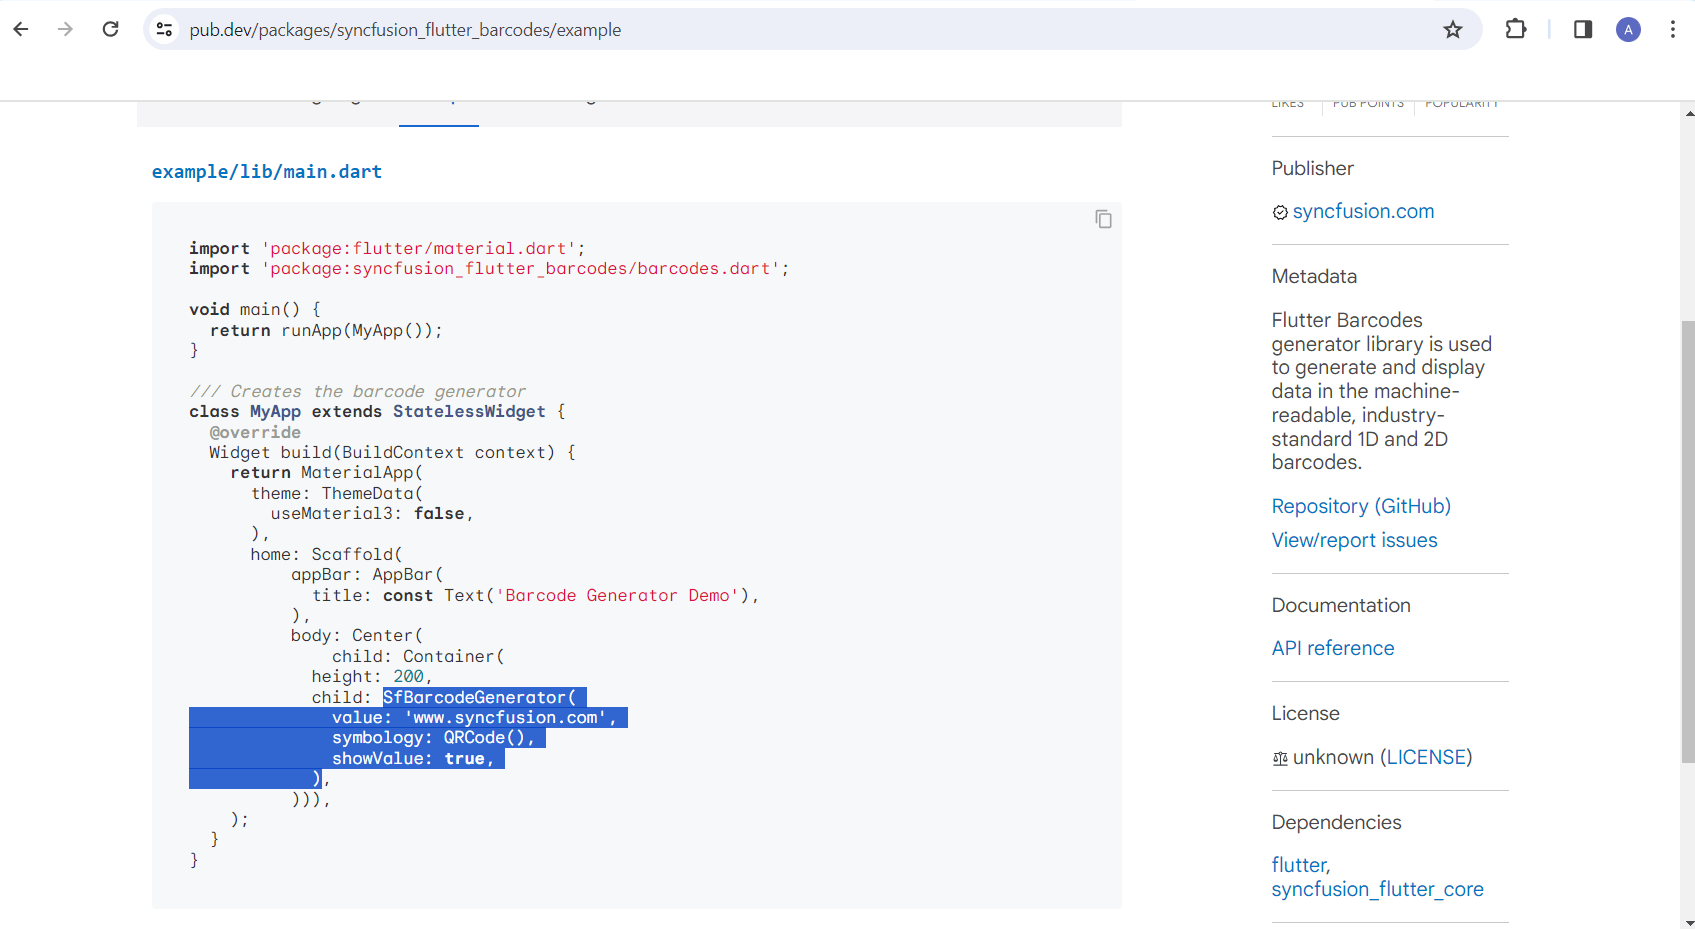 pub.dev/packages/syncfusion_flutter_barcodes/example
A
LIKES PUB POINTS POPULARITY
example/lib/main.dart
import 'package:flutter/material.dart';
import 'package:syncfusion_flutter_barcodes/barcodes.dart';
void main() {
  return runApp(MyApp());
}
/// Creates the barcode generator
class MyApp extends StatelessWidget {
  @override
  Widget build(BuildContext context) {
    return MaterialApp(
      theme: ThemeData(
        useMaterial3: false,
      ),
      home: Scaffold(
          appBar: AppBar(
            title: const Text('Barcode Generator Demo'),
          ),
          body: Center(
              child: Container(
            height: 200,
            child: SfBarcodeGenerator(
              value: 'www.syncfusion.com',
              symbology: QRCode(),
              showValue: true,
            ),
          ))),
    );
  }
}
Publisher
syncfusion.com
Metadata
Flutter Barcodes
generator library is used
to generate and display
data in the machine-
readable, industry-
standard 1D and 2D
barcodes.
Repository (GitHub)
View/report issues
Documentation
API reference
License
unknown (LICENSE)
Dependencies
flutter,
syncfusion_flutter_core